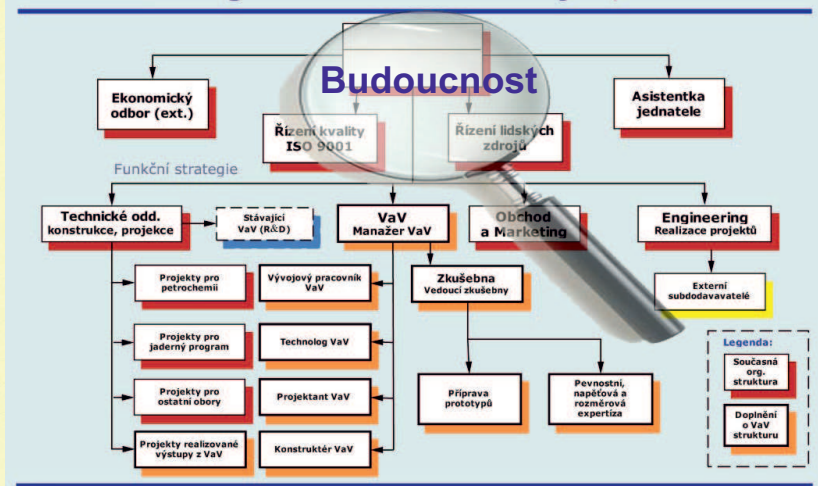 Budoucnost
Ekonomický
odbor (ext.)
Asistentka
jednatele
Řízení kvality
ISO 9001
Řízení lidských
zdrojů
Funkční strategie
Technické odd.
konstrukce, projekce
Stávající
VaV (R&D)
VaV
Manažer VaV
Obchod
a Marketing
Engineering
Realizace projektů
Projekty pro
petrochemii
Vývojový pracovník
VaV
Zkušebna
Vedoucí zkušebny
Externí
subdodavavatelé
Projekty pro
jaderný program
Technolog VaV
Projekty pro
ostatní obory
Projektant VaV
Příprava
prototypů
Pevnostní,
napěťová a
rozměrová
expertíza
Projekty realizované
výstupy z VaV
Konstruktér VaV
Legenda:
Současná
org.
struktura
Doplnění
o VaV
strukturu